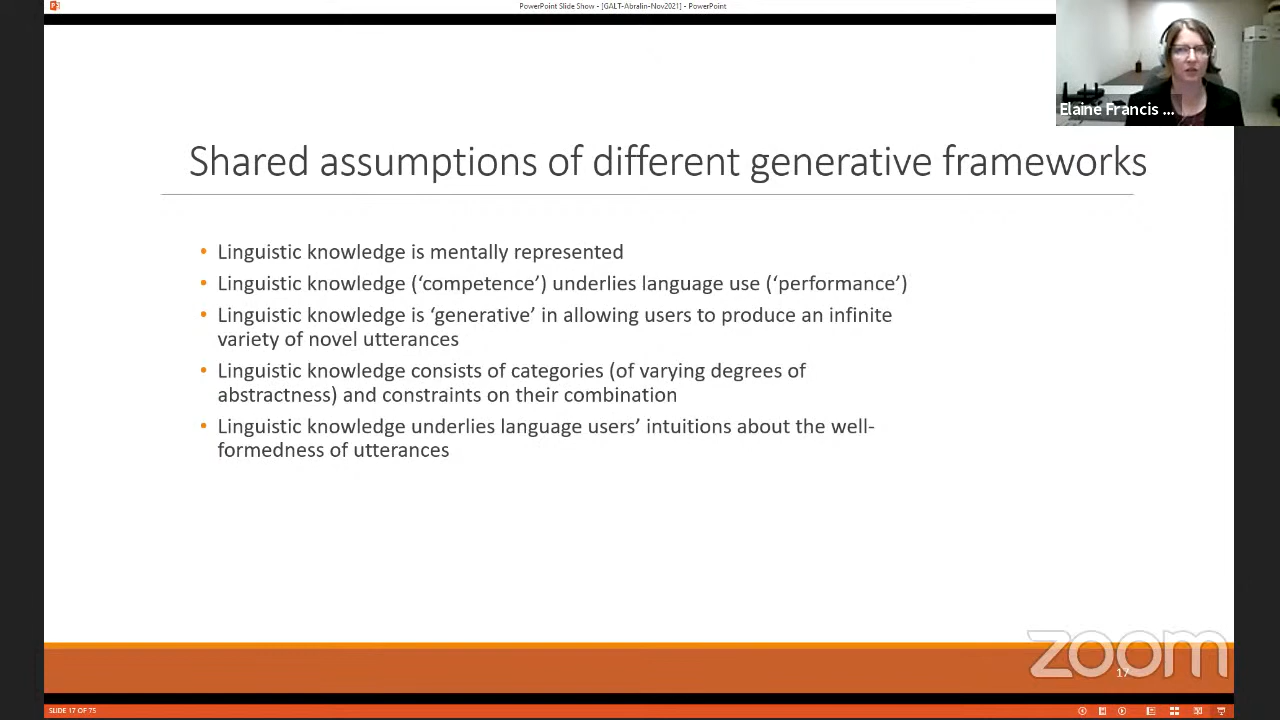 PowerPoint Slide Show - [GALT-Abralin-Nov2021] - PowerPoint
Elaine Francis ...
Shared assumptions of different generative frameworks
• Linguistic knowledge is mentally represented
• Linguistic knowledge (‘competence’) underlies language use (‘performance’)
• Linguistic knowledge is ‘generative’ in allowing users to produce an infinite
variety of novel utterances
• Linguistic knowledge consists of categories (of varying degrees of
abstractness) and constraints on their combination
• Linguistic knowledge underlies language users’ intuitions about the well-
formedness of utterances
zoom
17
SLIDE 17 OF 75